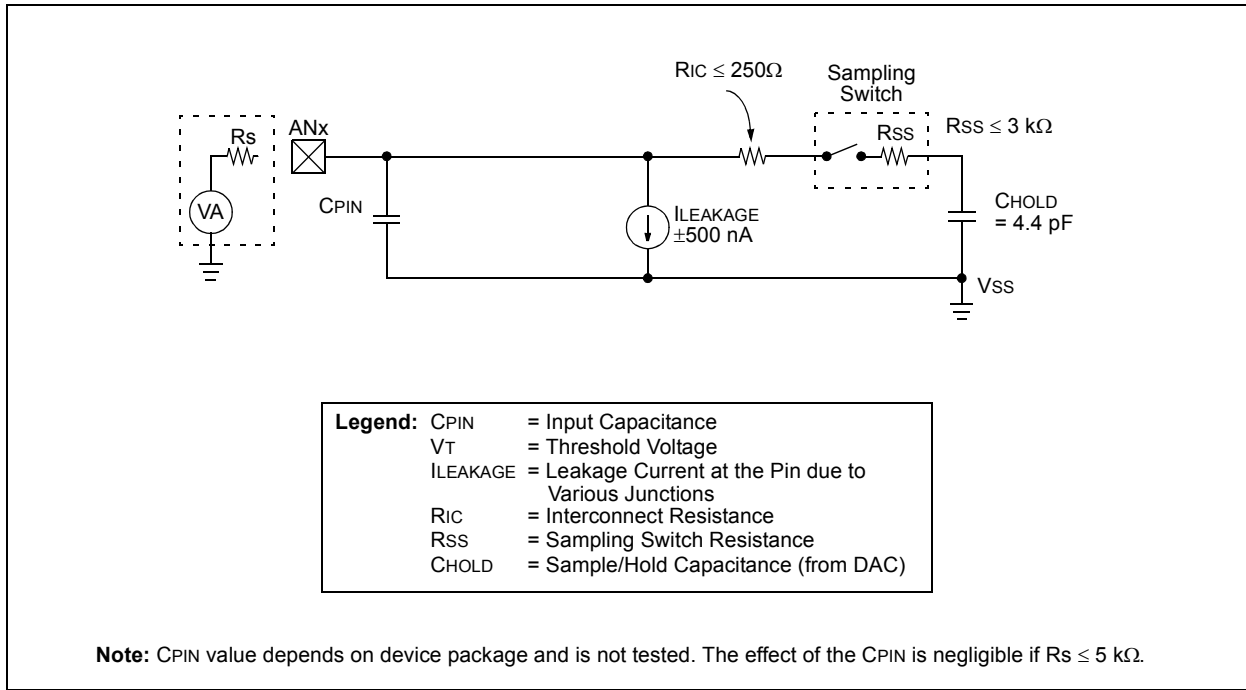 RIC ≤ 250Ω
Sampling
Switch
Rs
ANx
RSS
RSS ≤ 3 kΩ
VA
CPIN
ILEAKAGE
±500 nA
CHOLD
= 4.4 pF
VSS
Legend: CPIN = Input Capacitance
VT = Threshold Voltage
ILEAKAGE = Leakage Current at the Pin due to
Various Junctions
RIC = Interconnect Resistance
RSS = Sampling Switch Resistance
CHOLD = Sample/Hold Capacitance (from DAC)
Note: CPIN value depends on device package and is not tested. The effect of the CPIN is negligible if Rs ≤ 5 kΩ.